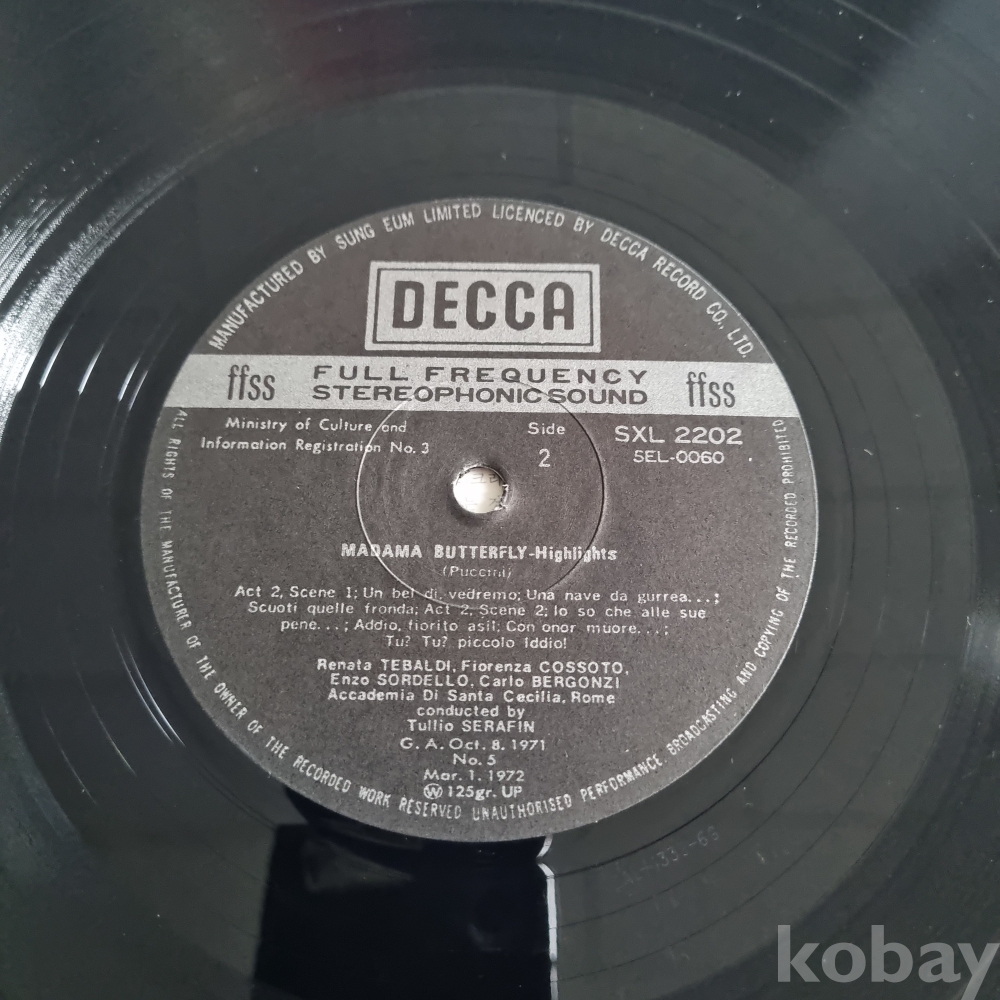 MANUFACTURED BY SUNG EUM LIMITED LICENCED BY DECCA RECORD CO., LTD.
DECCA
ffss FULL FREQUENCY STEREOPHONIC SOUND ffss
Ministry of Culture and
Information Registration No. 3
Side
2
SXL 2202
SEL-0060
MADAMA BUTTERFLY-Highlights
(Puccini)
Act 2, Scene 1; Un bel di, vedremo; Una nave da gurrea...;
Scuoti quelle fronda; Act 2, Scene 2; Io so che alle sue
pene...; Addio, fiorito asil; Con onor muore...;
Tu? Tu? piccolo Iddio!
Renata TEBALDI, Fiorenza COSSOTO,
Enzo SORDELLO, Carlo BERGONZI
Accademia Di Santa Cecilia, Rome
conducted by
Tullio SERAFIN
G. A. Oct. 8. 1971
No. 5
Mar. 1. 1972
Ⓦ 125gr. UP
ALL RIGHTS OF THE MANUFACTURER OF THE OWNER OF THE RECORDED WORK RESERVED UNAUTHORISED PERFORMANCE BROADCASTING AND COPYING OF THE RECORDED PROHIBITED
kobay